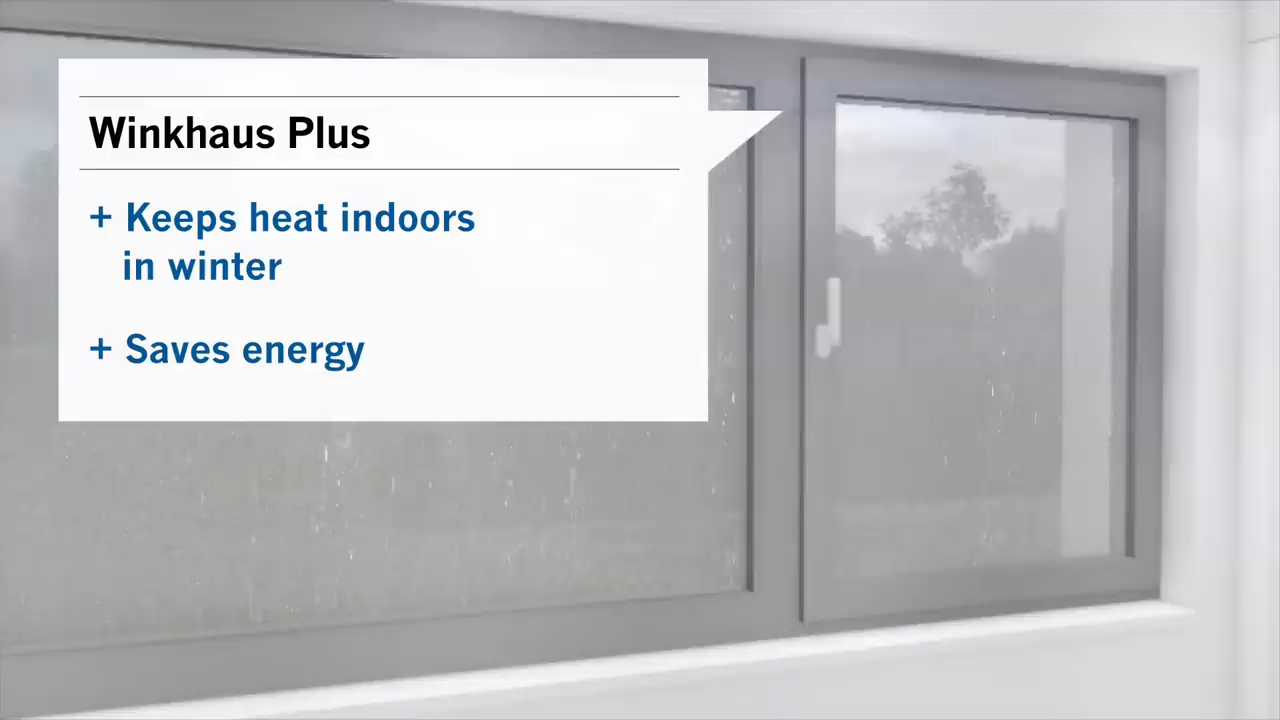 Winkhaus Plus
+ Keeps heat indoors
in winter
+ Saves energy